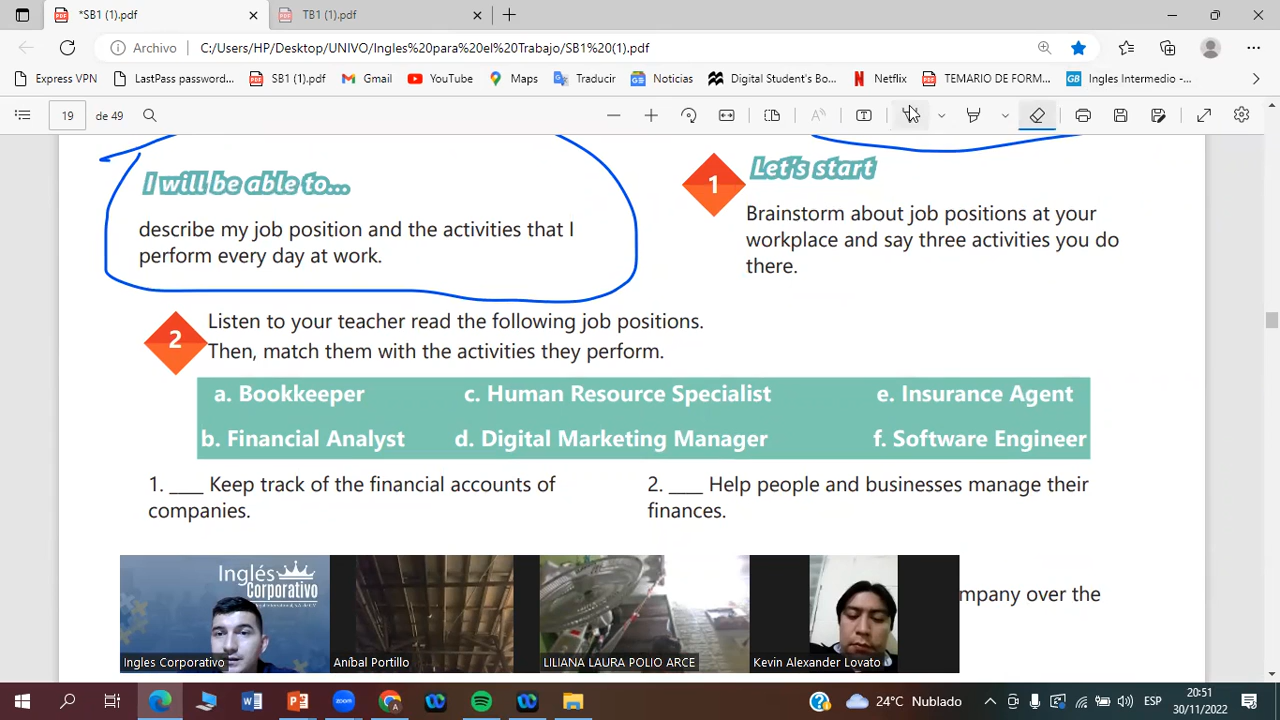 *SB1 (1).pdf
TB1 (1).pdf
Archivo
C:/Users/HP/Desktop/UNIVO/Ingles%20para%20el%20Trabajo/SB1%20(1).pdf
Express VPN
LastPass password...
SB1 (1).pdf
Gmail
YouTube
Maps
Traducir
Noticias
Digital Student's Bo...
Netflix
TEMARIO DE FORM...
Ingles Intermedio -...
19
de 49
I will be able to...
describe my job position and the activities that I
perform every day at work.
1
Let's start
Brainstorm about job positions at your
workplace and say three activities you do
there.
2
Listen to your teacher read the following job positions.
Then, match them with the activities they perform.
a. Bookkeeper
c. Human Resource Specialist
e. Insurance Agent
b. Financial Analyst
d. Digital Marketing Manager
f. Software Engineer
1. ____ Keep track of the financial accounts of
companies.
2. ____ Help people and businesses manage their
finances.
mpany over the
Inglés
Corporativo
Ingles Corporativo
Aníbal Portillo
LILIANA LAURA POLIO ARCE
Kevin Alexander Lovato
24°C Nublado
ESP
20:51
30/11/2022